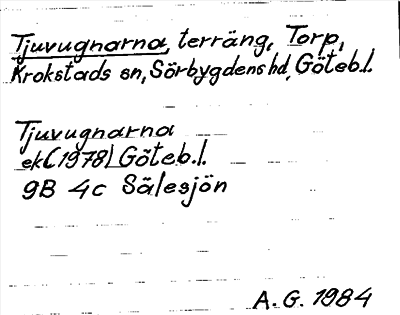 Tjuvugnarna, terräng, Torp,
Krokstads sn, Sörbygdens hd, Göteb.l.
Tjuvugnarna
ek(1978) Göteb.l.
9B 4c Sälesjön
A.G. 1984